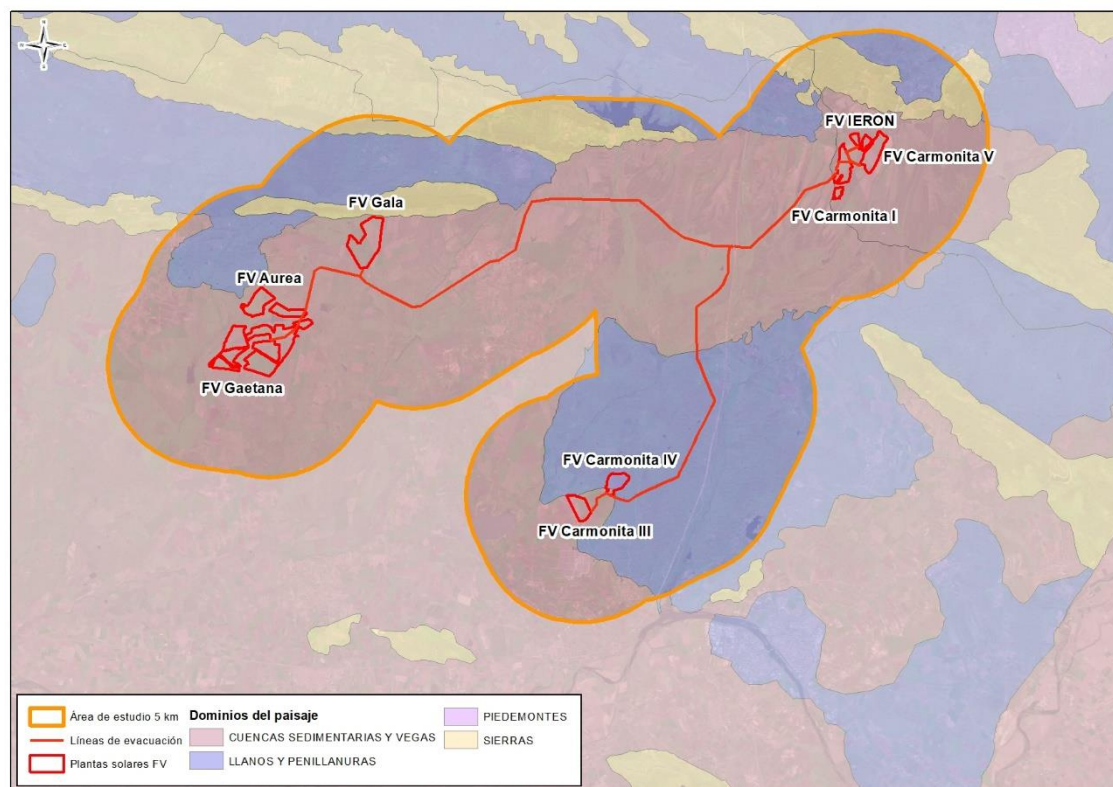 N
S
FV IERON
FV Carmonita V
FV Gala
FV Carmonita I
FV Aurea
FV Gaetana
FV Carmonita IV
FV Carmonita III
Área de estudio 5 km
Líneas de evacuación
Plantas solares FV
Dominios del paisaje
CUENCAS SEDIMENTARIAS Y VEGAS
LLANOS Y PENILLANURAS
PIEDEMONTES
SIERRAS